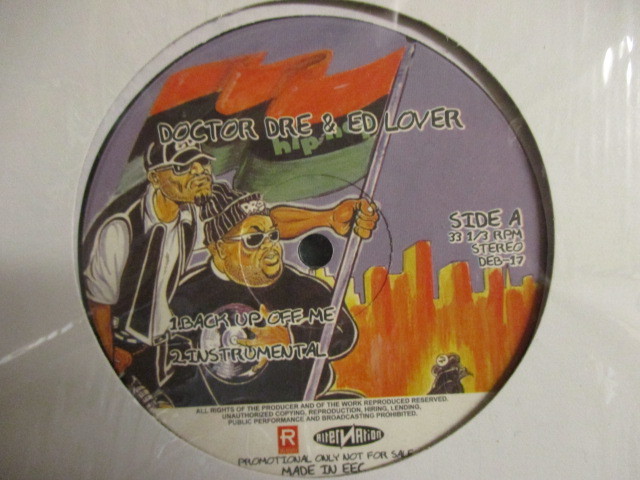 DOCTOR DRE & ED LOVER
hip
DRE
SIDE A
33 1/3 RPM
STEREO
DEB-17
1.BACK UP OFF ME
2.INSTRUMENTAL
ALL RIGHTS OF THE PRODUCER AND OF THE WORK REPRODUCED RESERVED.
UNAUTHORIZED COPYING, REPRODUCTION, HIRING, LENDING,
PUBLIC PERFORMANCE AND BROADCASTING PROHIBITED.
R
AlterNAtion
PROMOTIONAL ONLY NOT FOR SALE
MADE IN EEC